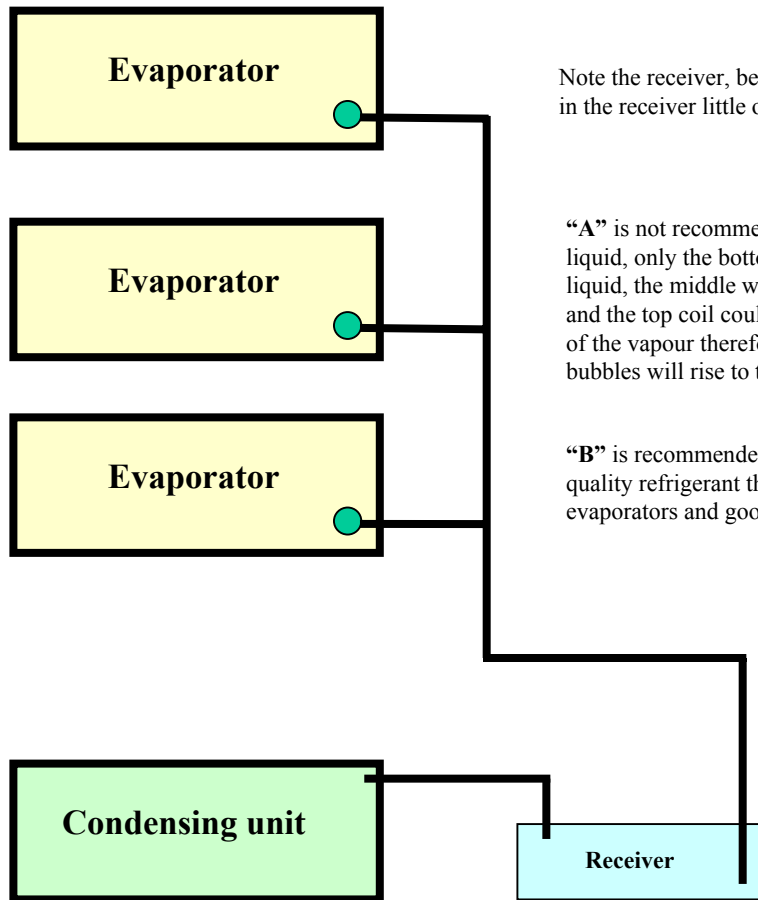 Evaporator
Note the receiver, be
in the receiver little
Evaporator
“A” is not recomme
liquid, only the botto
liquid, the middle w
and the top coil coul
of the vapour therefo
bubbles will rise to t
Evaporator
“B” is recommende
quality refrigerant th
evaporators and goo
Condensing unit
Receiver